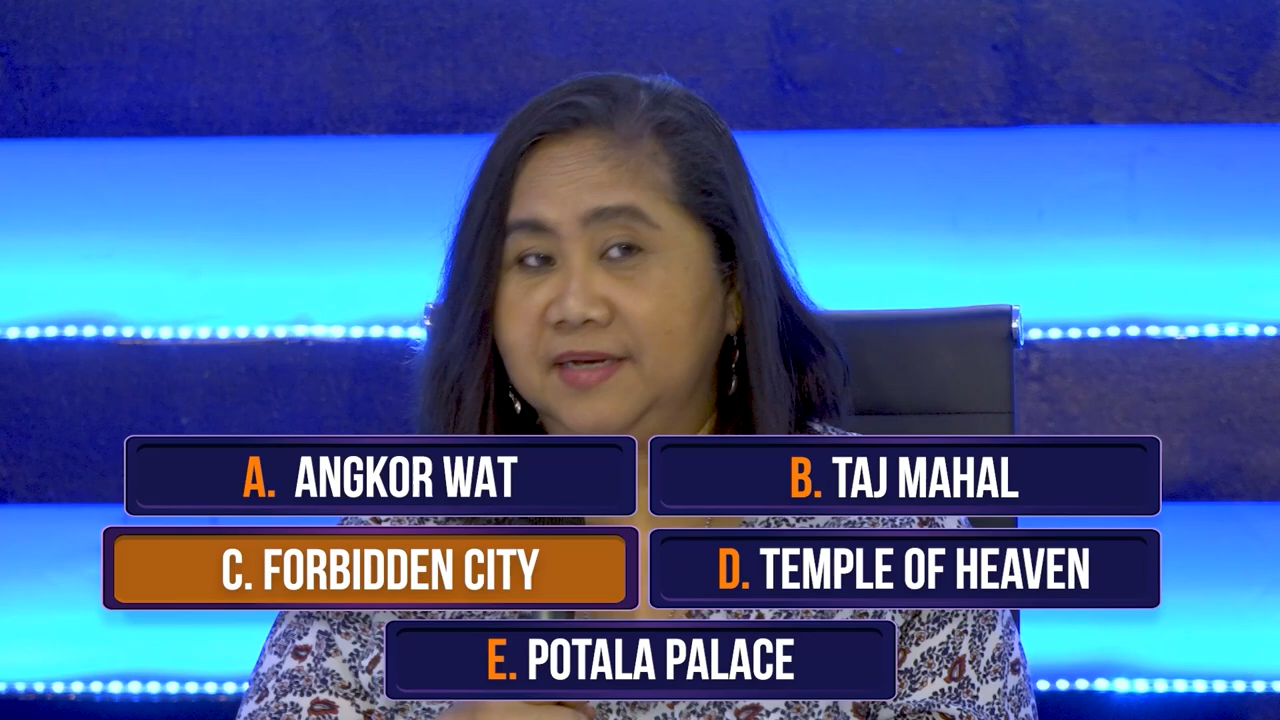 A. ANGKOR WAT
B. TAJ MAHAL
C. FORBIDDEN CITY
D. TEMPLE OF HEAVEN
E. POTALA PALACE